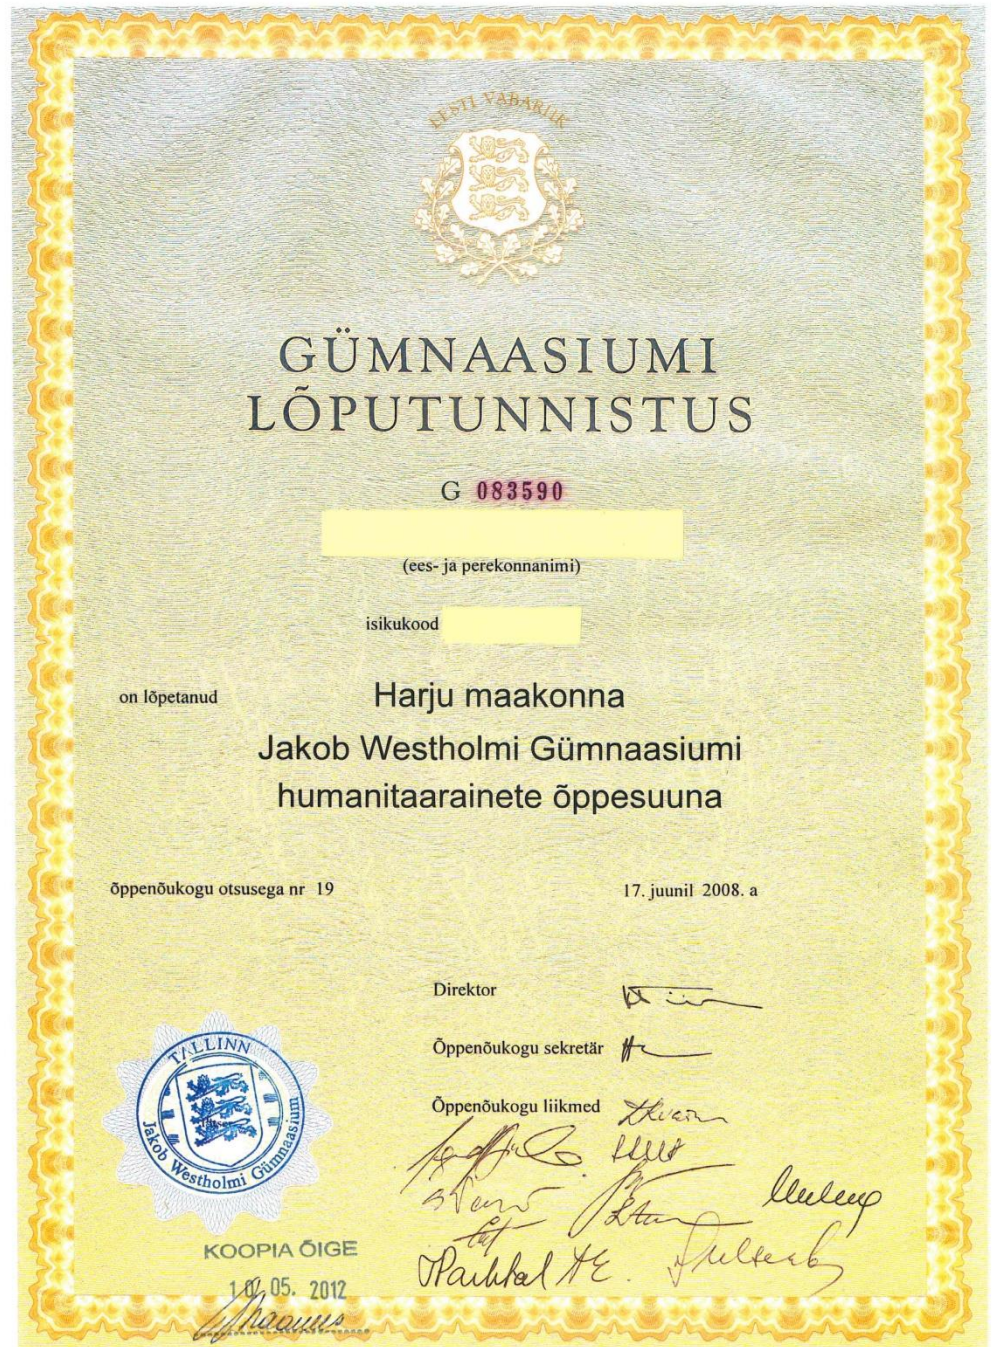 EESTI VABARIIK
GÜMNAASIUMI
LÕPUTUNNISTUS
G 083590
(ees- ja perekonnanimi)
isikukood
on lõpetanud
Harju maakonna
Jakob Westholmi Gümnaasiumi
humanitaarainete õppesuuna
õppenõukogu otsusega nr 19
17. juunil 2008. a
Direktor
Õppenõukogu sekretär
Õppenõukogu liikmed
TALLINN
Jakob Westholmi Gümnaasium
KOOPIA ÕIGE
10. 05. 2012